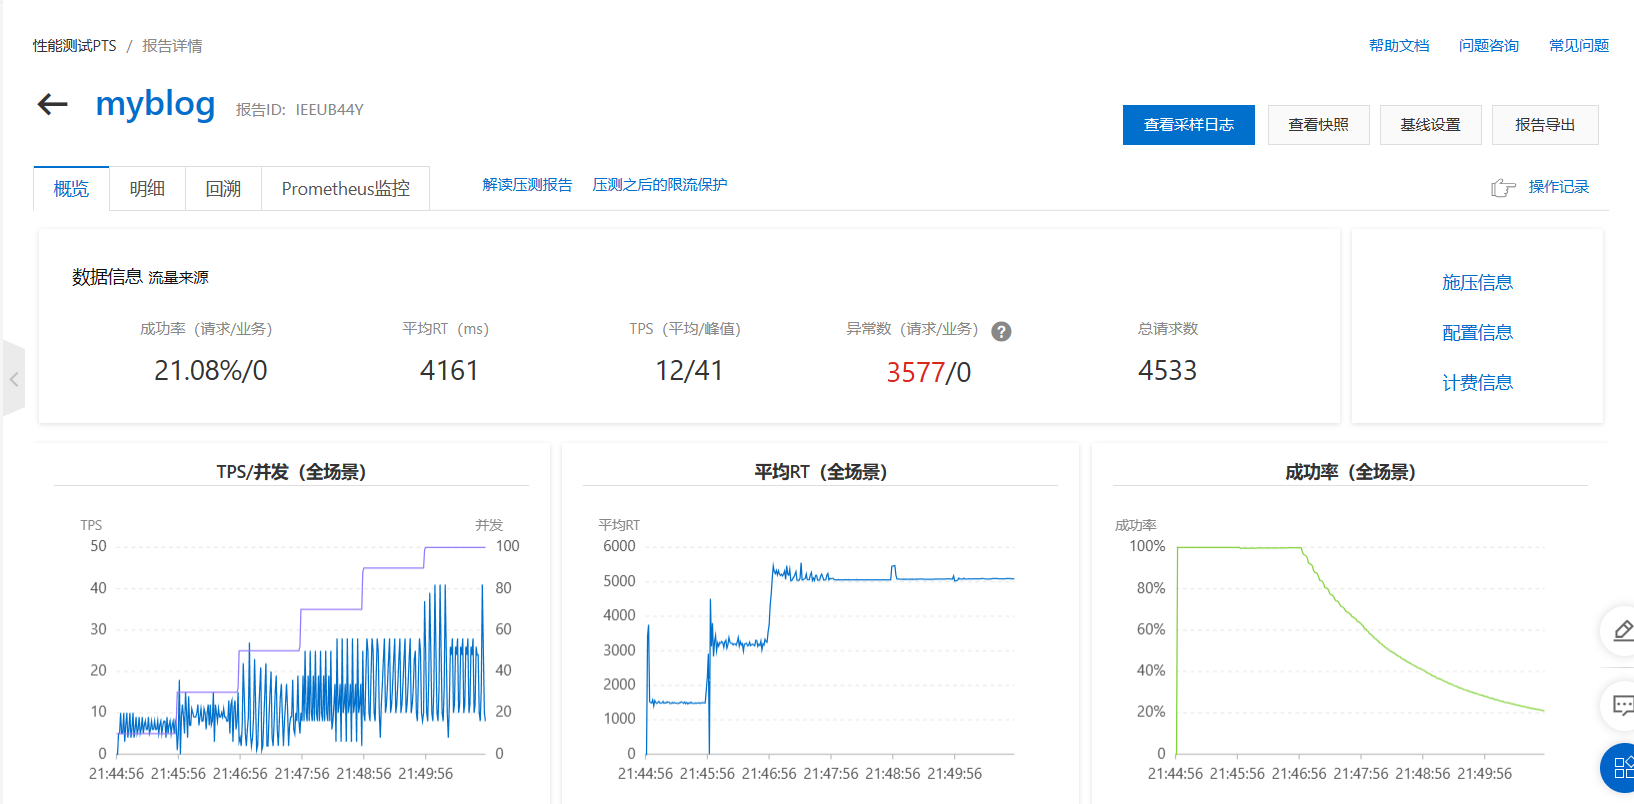 性能测试PTS / 报告详情
帮助文档 问题咨询 常见问题
myblog 报告ID: IEEUB44Y
查看采样日志 查看快照 基线设置 报告导出
概览 明细 回溯 Prometheus监控 解读压测报告 压测之后的限流保护 操作记录
数据信息 流量来源
成功率（请求/业务） 平均RT（ms） TPS（平均/峰值） 异常数（请求/业务） ? 总请求数
21.08%/0 4161 12/41 3577/0 4533
施压信息
配置信息
计费信息
TPS/并发（全场景）
TPS 并发
50 100
40 80
30 60
20 40
10 20
0 0
21:44:56 21:45:56 21:46:56 21:47:56 21:48:56 21:49:56
平均RT（全场景）
平均RT
6000
5000
4000
3000
2000
1000
0
21:44:56 21:45:56 21:46:56 21:47:56 21:48:56 21:49:56
成功率（全场景）
成功率
100%
80%
60%
40%
20%
0
21:44:56 21:45:56 21:46:56 21:47:56 21:48:56 21:49:56